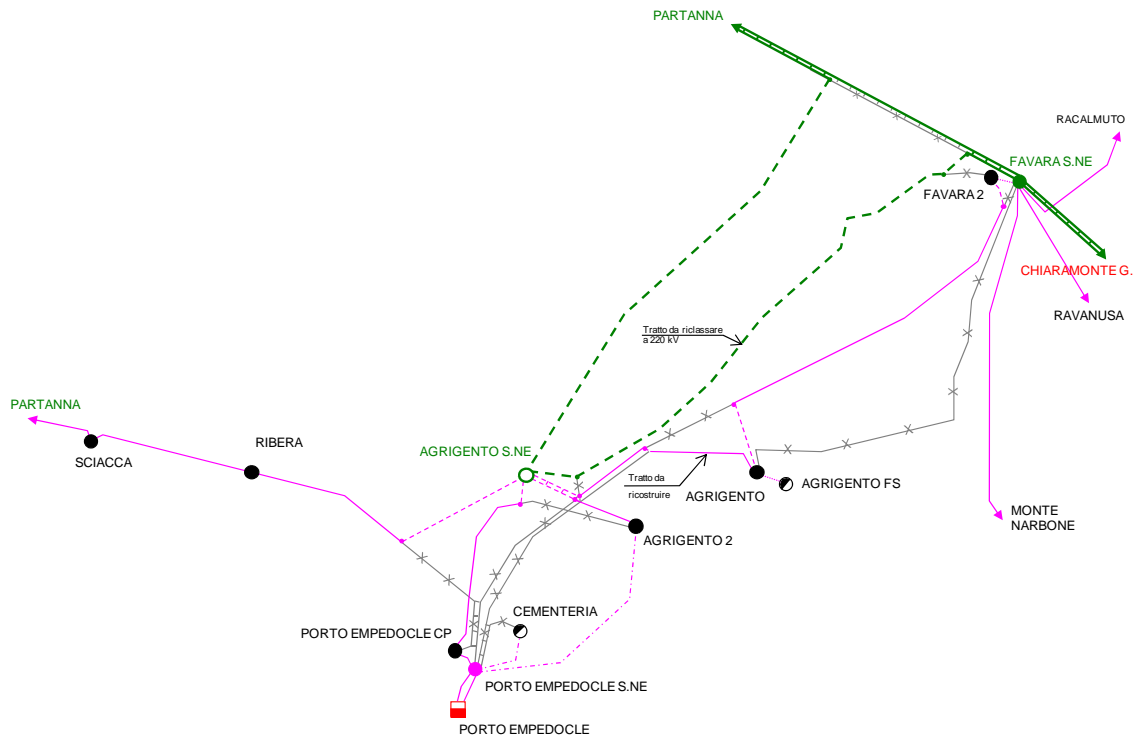 PARTANNA
RACALMUTO
FAVARA S.NE
FAVARA 2
CHIARAMONTE G.
RAVANUSA
Tratto da riclassare
a 220 kV
PARTANNA
SCIACCA
RIBERA
AGRIGENTO S.NE
Tratto da
ricostruire
AGRIGENTO
AGRIGENTO FS
MONTE
NARBONE
AGRIGENTO 2
CEMENTERIA
PORTO EMPEDOCLE CP
PORTO EMPEDOCLE S.NE
PORTO EMPEDOCLE